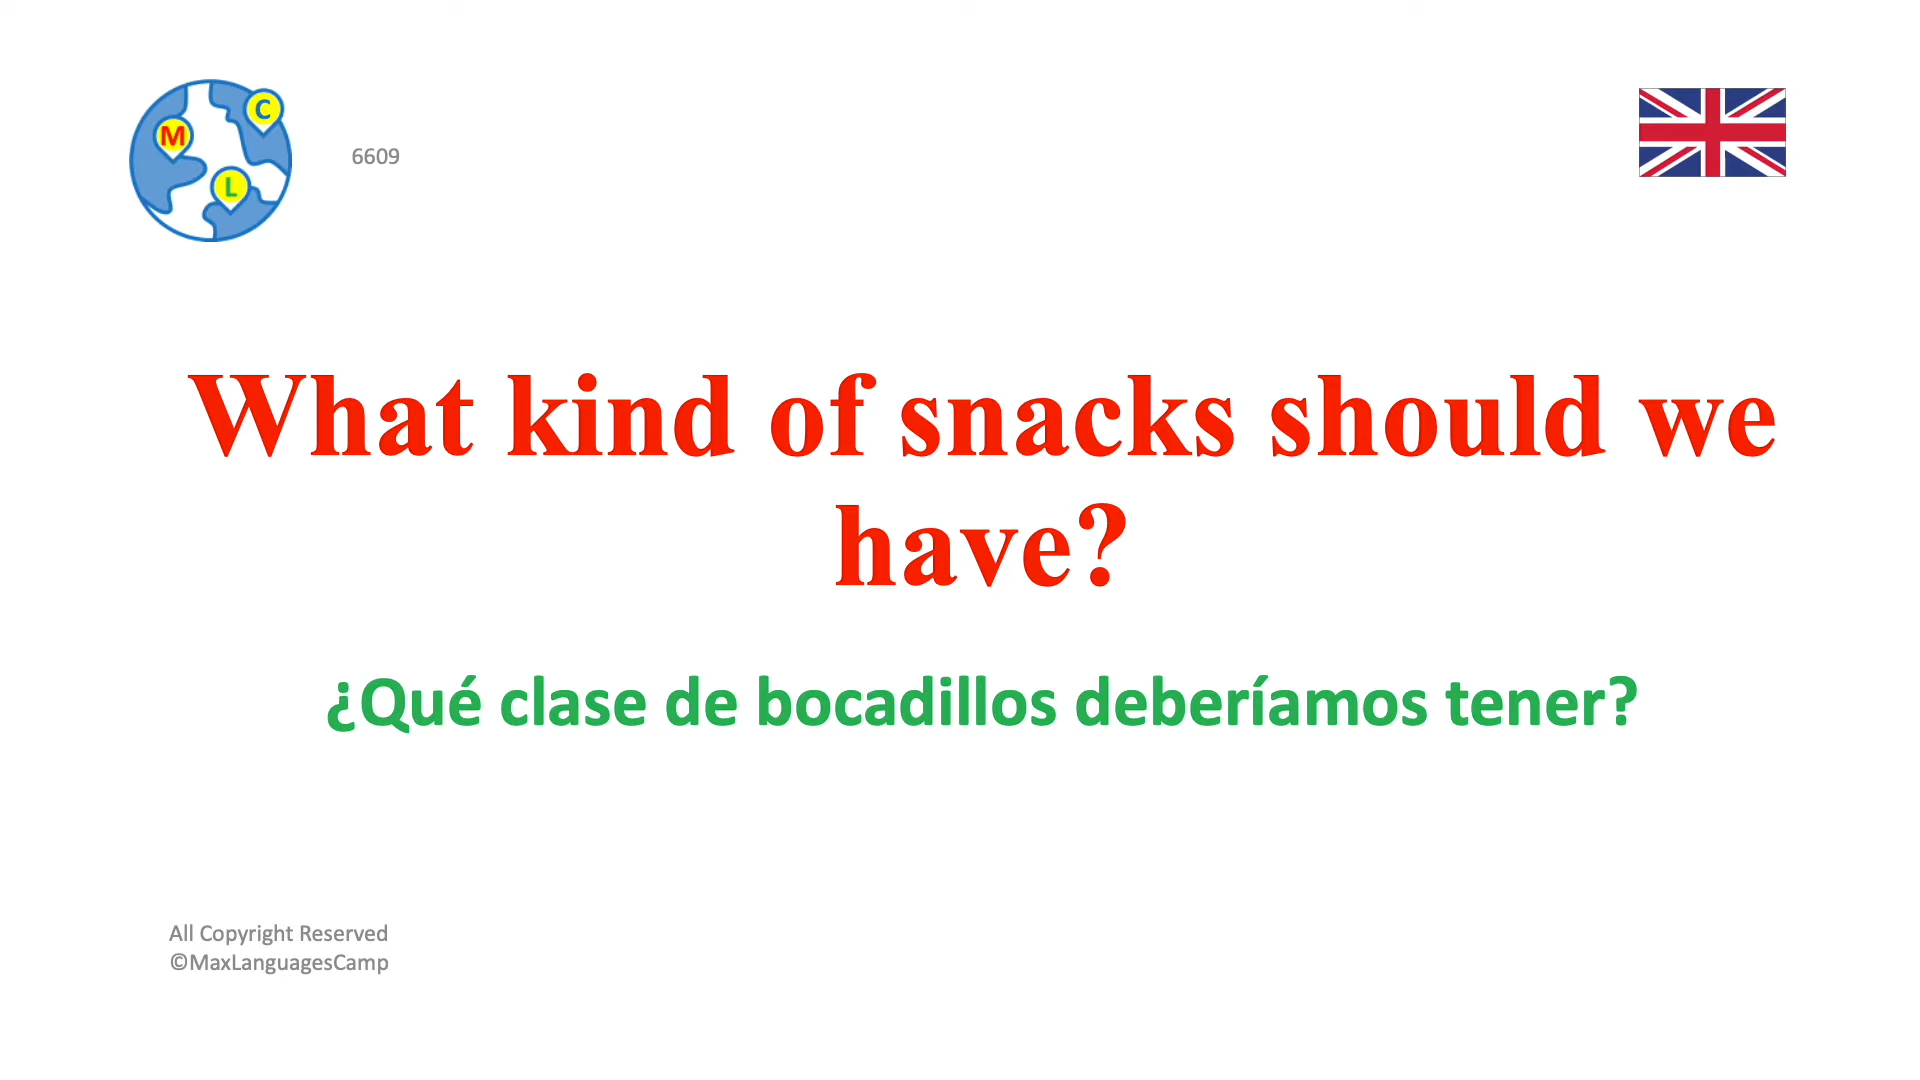 M
C
L
6609
What kind of snacks should we
have?
¿Qué clase de bocadillos deberíamos tener?
All Copyright Reserved
©MaxLanguagesCamp